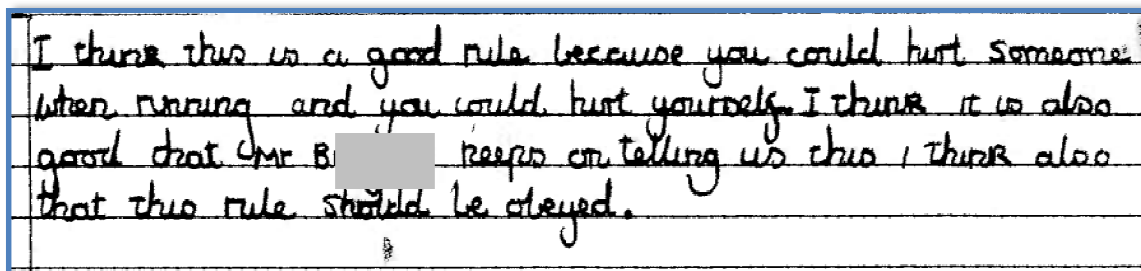 I think this is a good rule because you could hurt someone
when running and you could hurt yourself. I think it is also
good that Mr B keeps on telling us this I think also
that this rule should be obeyed.